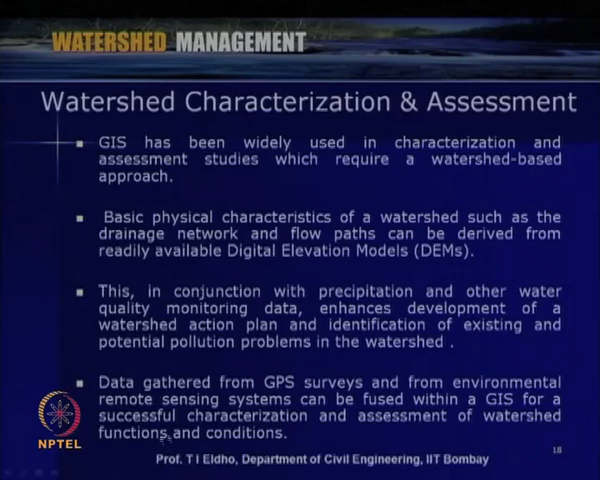 WATERSHED MANAGEMENT
Watershed Characterization & Assessment
▪ GIS has been widely used in characterization and
assessment studies which require a watershed-based
approach.
▪ Basic physical characteristics of a watershed such as the
drainage network and flow paths can be derived from
readily available Digital Elevation Models (DEMs).
▪ This, in conjunction with precipitation and other water
quality monitoring data, enhances development of a
watershed action plan and identification of existing and
potential pollution problems in the watershed .
▪ Data gathered from GPS surveys and from environmental
remote sensing systems can be fused within a GIS for a
successful characterization and assessment of watershed
functions and conditions.
NPTEL
18
Prof. T I Eldho, Department of Civil Engineering, IIT Bombay